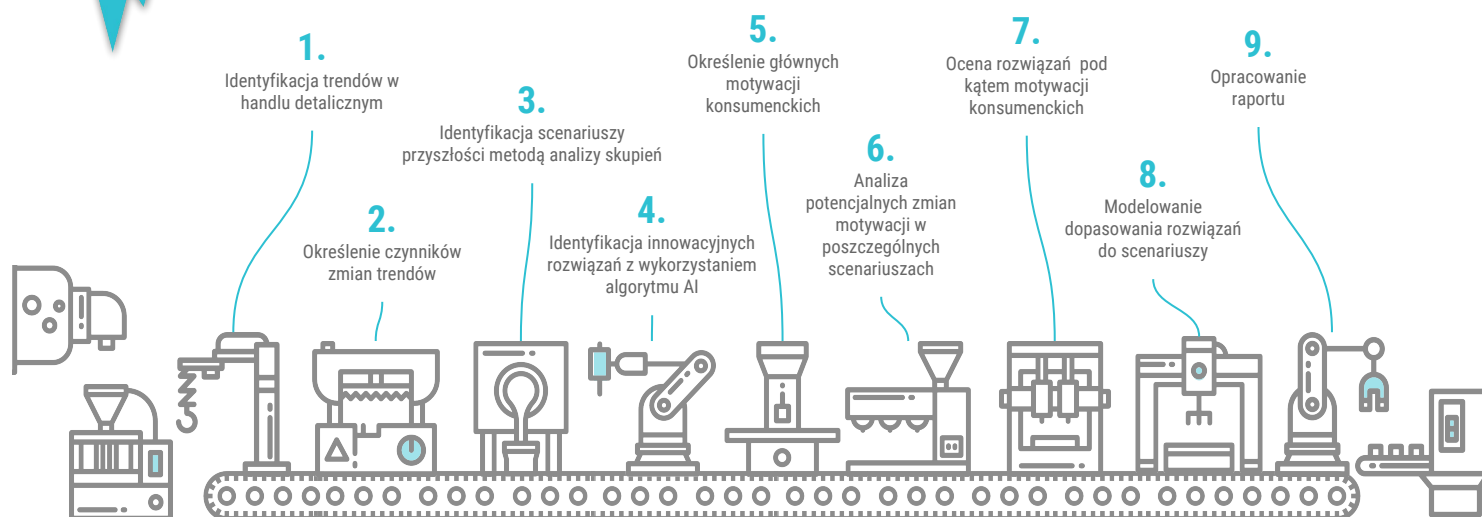 1.
Identyfikacja trendów w
handlu detalicznym
2.
Określenie czynników
zmian trendów
3.
Identyfikacja scenariuszy
przyszłości metodą analizy skupień
4.
Identyfikacja innowacyjnych
rozwiązań z wykorzystaniem
algorytmu AI
5.
Określenie głównych
motywacji
konsumenckich
6.
Analiza
potencjalnych zmian
motywacji w
poszczególnych
scenariuszach
7.
Ocena rozwiązań pod
kątem motywacji
konsumenckich
8.
Modelowanie
dopasowania rozwiązań
do scenariuszy
9.
Opracowanie
raportu